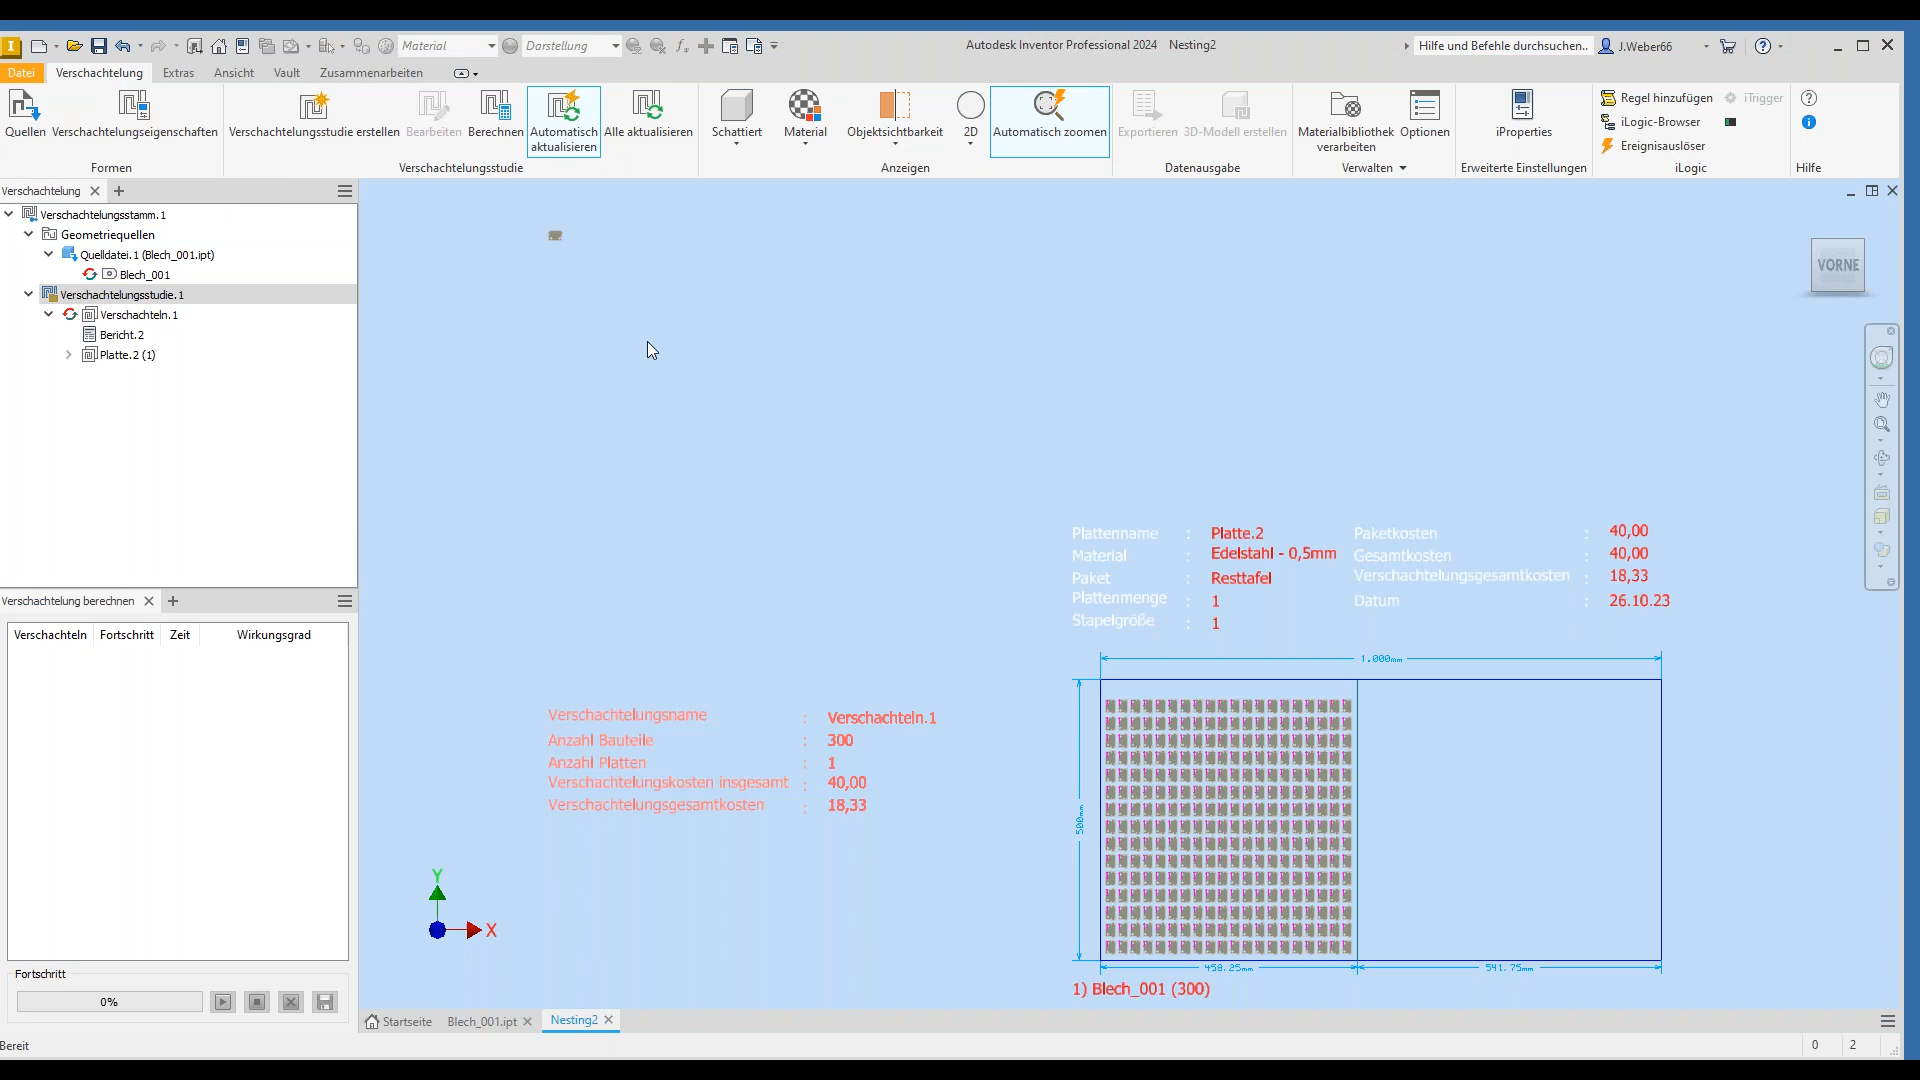 I Material Darstellung Autodesk Inventor Professional 2024 Nesting2 Hilfe und Befehle durchsuchen.. J.Weber66
Datei Verschachtelung Extras Ansicht Vault Zusammenarbeiten
Quellen Verschachtelungseigenschaften Verschachtelungsstudie erstellen Bearbeiten Berechnen Automatisch aktualisieren Alle aktualisieren Schattiert Material Objektsichtbarkeit 2D Automatisch zoomen Exportieren 3D-Modell erstellen Materialbibliothek verarbeiten Optionen iProperties
Regel hinzufügen iTrigger
iLogic-Browser
Ereignisauslöser
Formen Verschachtelungsstudie Anzeigen Datenausgabe Verwalten Erweiterte Einstellungen iLogic Hilfe
Verschachtelung
Verschachtelungsstamm.1
Geometriequellen
Quelldatei.1 (Blech_001.ipt)
Blech_001
Verschachtelungsstudie.1
Verschachteln.1
Bericht.2
Platte.2 (1)
Verschachtelung berechnen
Verschachteln Fortschritt Zeit Wirkungsgrad
Fortschritt
0%
VORNE
Plattenname : Platte.2 Paketkosten : 40,00
Material : Edelstahl - 0,5mm Gesamtkosten : 40,00
Paket : Resttafel Verschachtelungsgesamtkosten : 18,33
Plattenmenge : 1 Datum : 26.10.23
Stapelgröße : 1
1.000mm
500mm
458.25mm 541.75mm
1) Blech_001 (300)
Verschachtelungsname : Verschachteln.1
Anzahl Bauteile : 300
Anzahl Platten : 1
Verschachtelungskosten insgesamt : 40,00
Verschachtelungsgesamtkosten : 18,33
Y
X
Startseite Blech_001.ipt Nesting2
Bereit 0 2